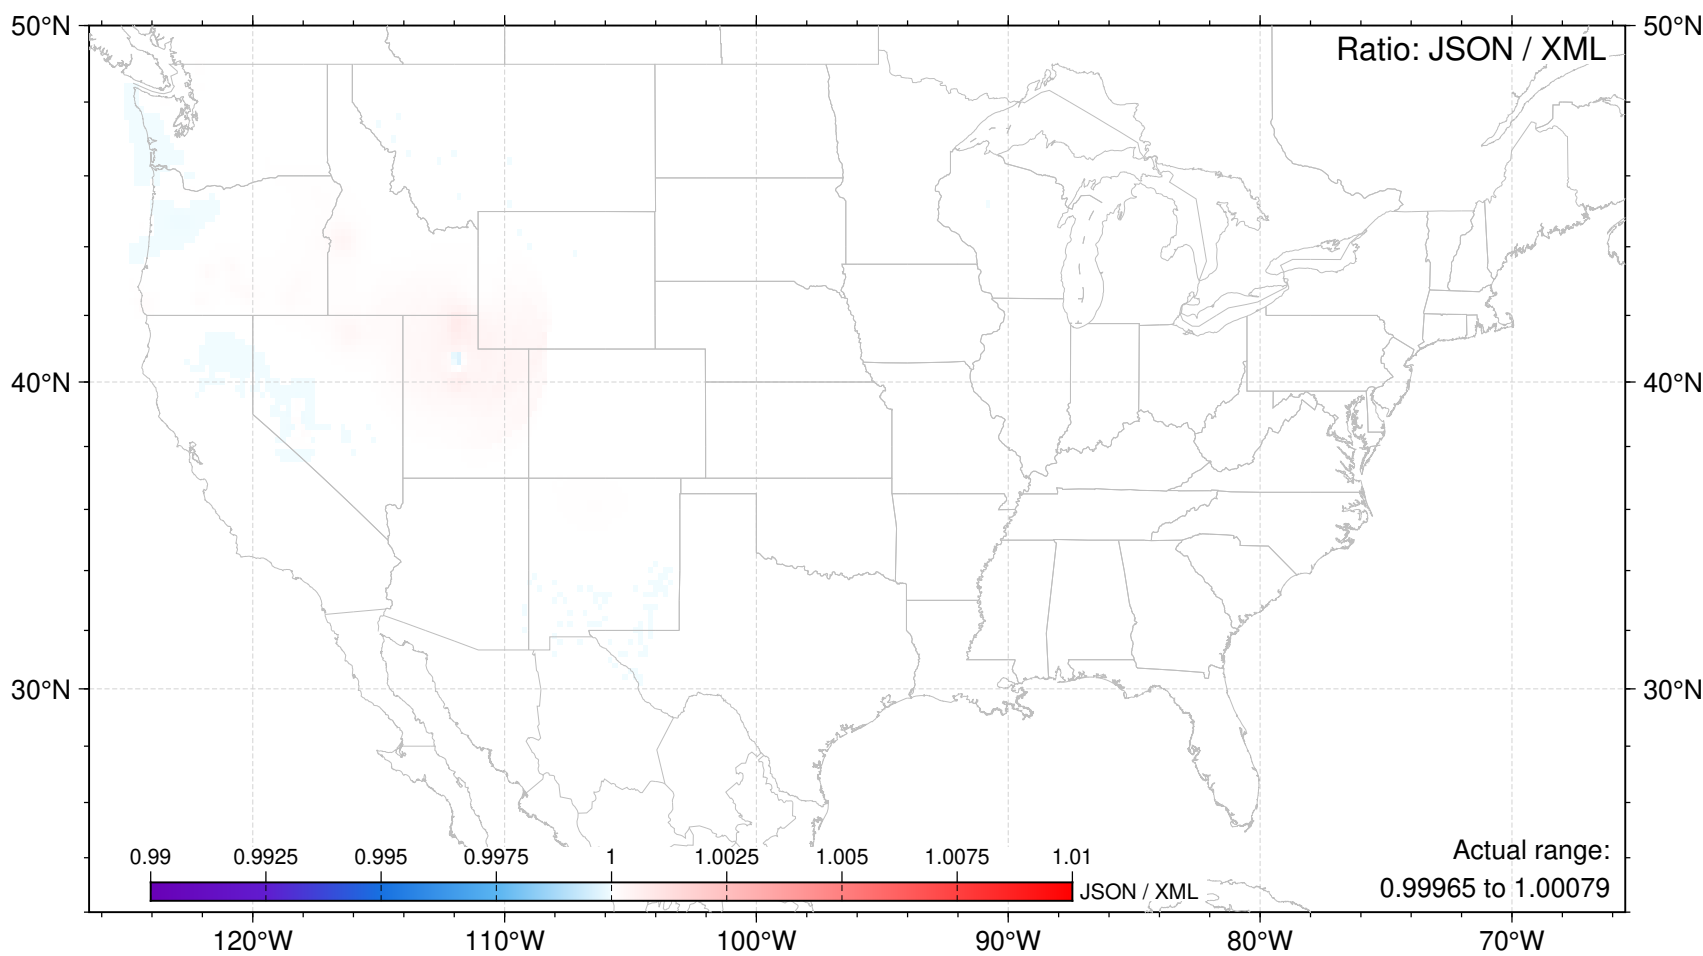 50°N
50°N
Ratio: JSON / XML
40°N
40°N
30°N
30°N
0.99 0.9925 0.995 0.9975 1 1.0025 1.005 1.0075 1.01
JSON / XML
Actual range:
0.99965 to 1.00079
120°W 110°W 100°W 90°W 80°W 70°W